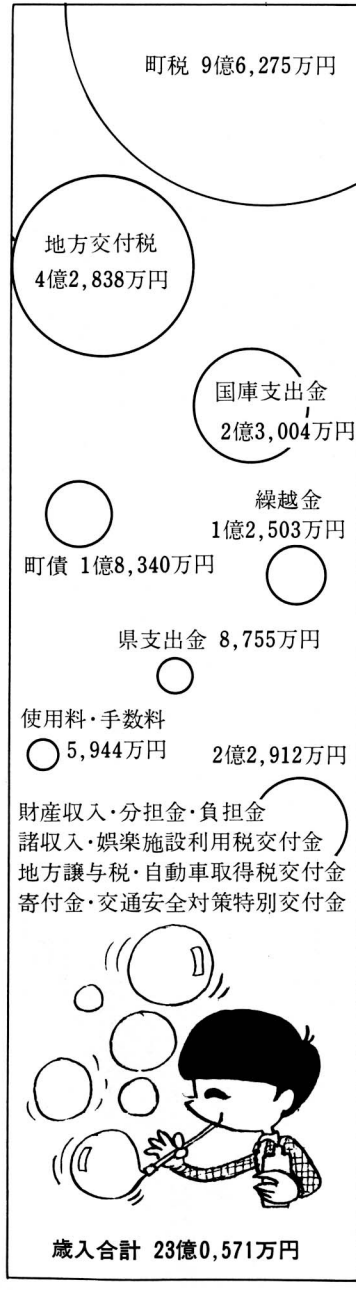 町税 9億6,275万円
地方交付税
4億2,838万円
国庫支出金
2億3,004万円
繰越金
1億2,503万円
町債 1億8,340万円
県支出金 8,755万円
使用料・手数料
5,944万円
2億2,912万円
財産収入・分担金・負担金
諸収入・娯楽施設利用税交付金
地方譲与税・自動車取得税交付金
寄付金・交通安全対策特別交付金
歳入合計 23億0,571万円